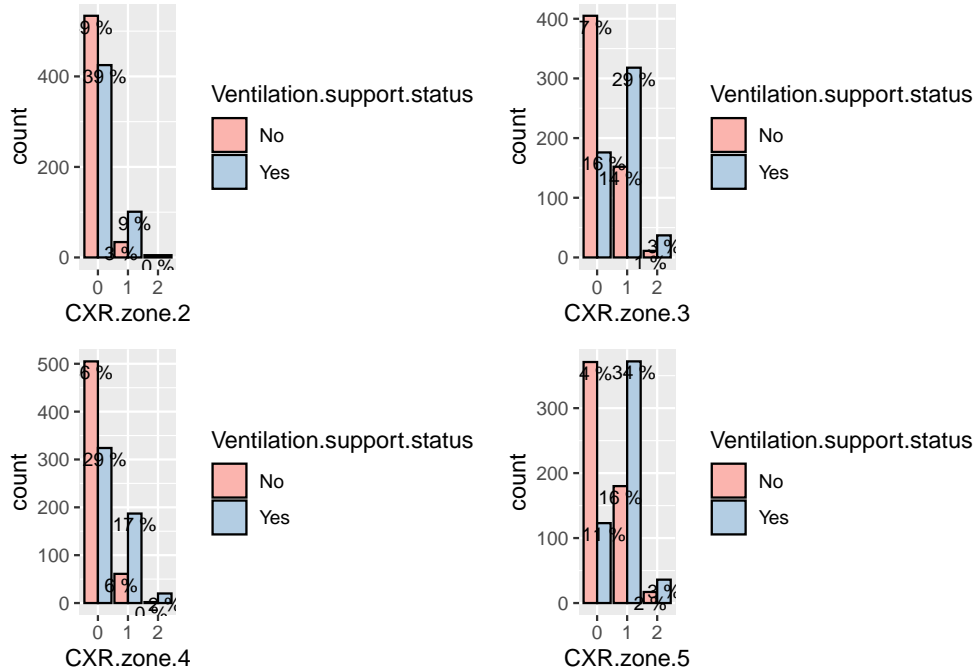 count
400
200
0
9 %
39 %
3 %
9 %
0 %
0 1 2
CXR.zone.2
Ventilation.support.status
No
Yes
count
400
300
200
100
0
7 %
16 %
14 %
29 %
1 %
3 %
0 1 2
CXR.zone.3
Ventilation.support.status
No
Yes
count
500
400
300
200
100
0
6 %
29 %
6 %
17 %
0 %
2 %
0 1 2
CXR.zone.4
Ventilation.support.status
No
Yes
count
300
200
100
0
4 %
11 %
16 %
34 %
2 %
3 %
0 1 2
CXR.zone.5
Ventilation.support.status
No
Yes